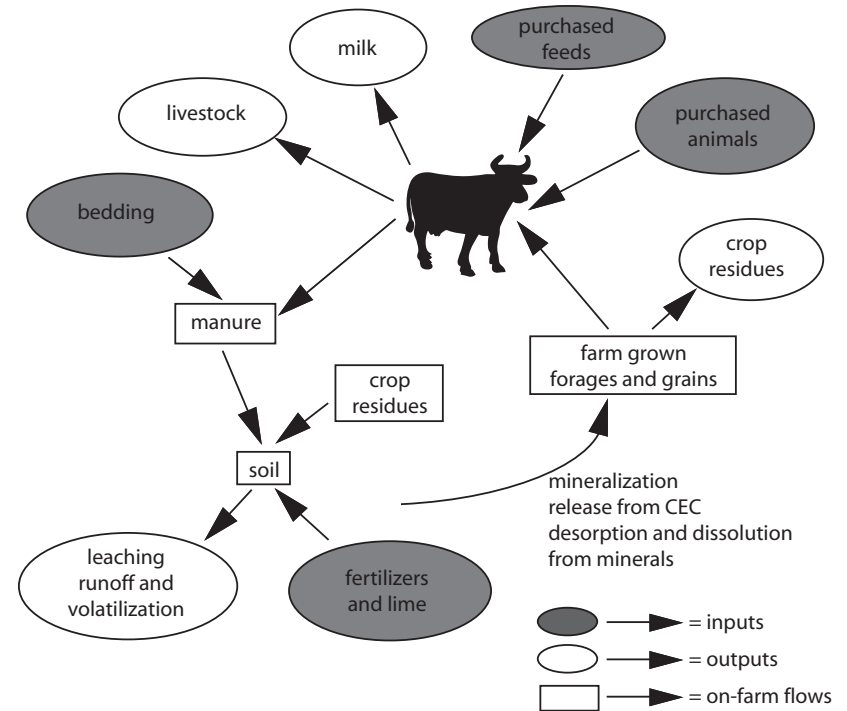 milk
purchased
feeds
livestock
purchased
animals
bedding
crop
residues
manure
farm grown
forages and grains
crop
residues
soil
mineralization
release from CEC
desorption and dissolution
from minerals
leaching
runoff and
volatilization
fertilizers
and lime
= inputs
= outputs
= on-farm flows